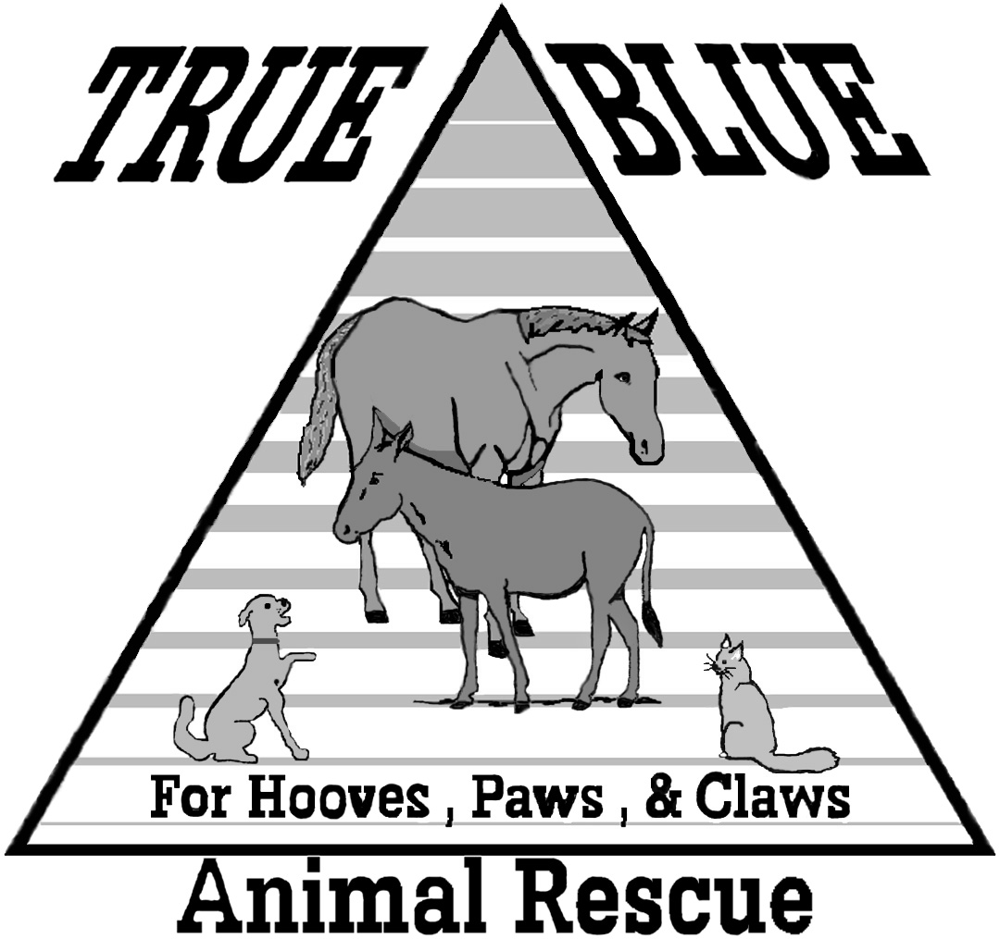 TRUE BLUE
For Hooves , Paws , & Claws
Animal Rescue